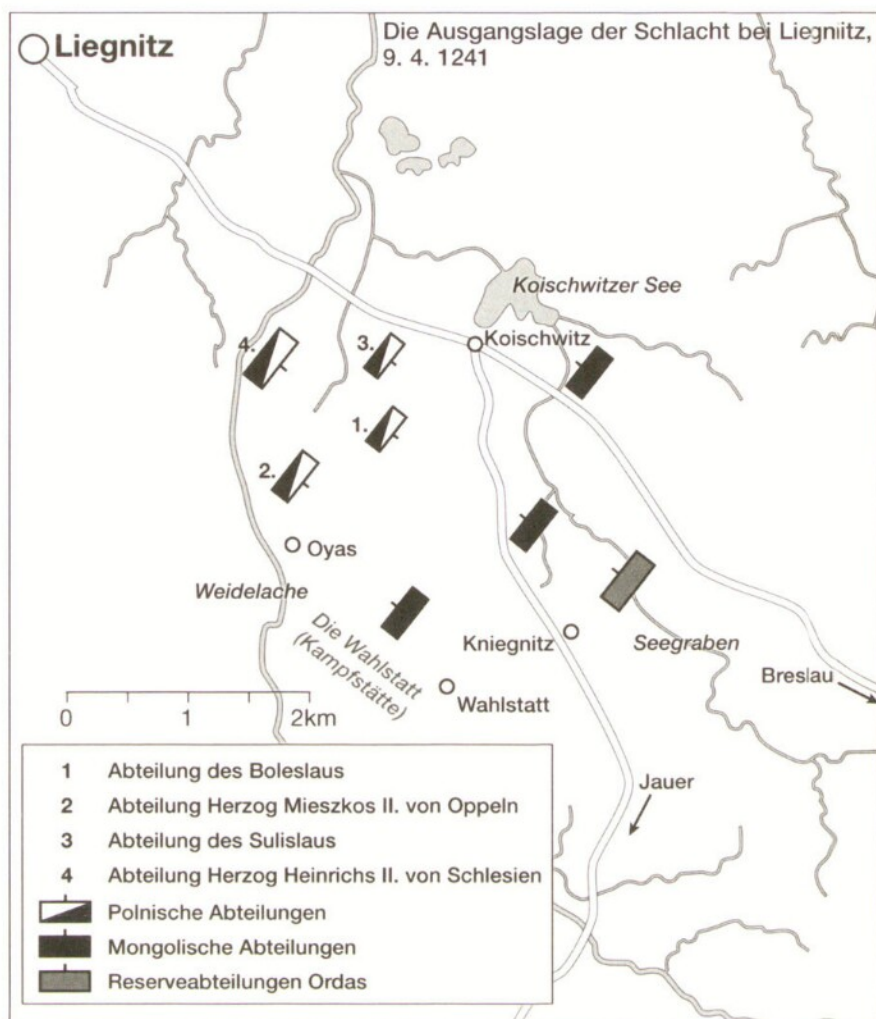 Liegnitz
Die Ausgangslage der Schlacht bei Liegnitz,
9. 4. 1241
Koischwitzer See
Koischwitz
4.
3.
1.
2.
Oyas
Weidelache
Die Wahlstatt
(Kampfstätte)
Kniegnitz
Seegraben
Wahlstatt
Breslau
0 1 2km
Jauer
1 Abteilung des Boleslaus
2 Abteilung Herzog Mieszkos II. von Oppeln
3 Abteilung des Sulislaus
4 Abteilung Herzog Heinrichs II. von Schlesien
Polnische Abteilungen
Mongolische Abteilungen
Reserveabteilungen Ordas